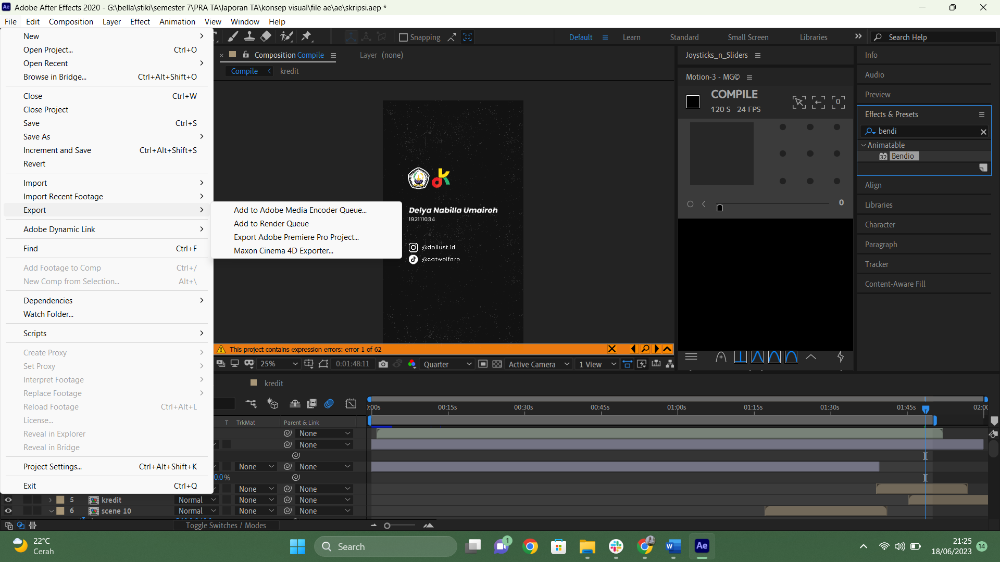 Adobe After Effects 2020 - G:\bella\stiki\semester 7\PRA TA\laporan TA\konsep visual\file ae\ae\skripsi.aep *
File Edit Composition Layer Effect Animation View Window Help
New
Open Project... Ctrl+O
Open Recent
Browse in Bridge... Ctrl+Alt+Shift+O
Close Ctrl+W
Close Project
Save Ctrl+S
Save As
Increment and Save Ctrl+Alt+Shift+S
Revert
Import
Import Recent Footage
Export
Adobe Dynamic Link
Find Ctrl+F
Add Footage to Comp Ctrl+/
New Comp from Selection... Alt+\
Dependencies
Watch Folder...
Scripts
Create Proxy
Set Proxy
Interpret Footage
Replace Footage
Reload Footage Ctrl+Alt+L
License...
Reveal in Explorer
Reveal in Bridge
Project Settings... Ctrl+Alt+Shift+K
Exit Ctrl+Q
Add to Adobe Media Encoder Queue...
Add to Render Queue
Export Adobe Premiere Pro Project...
Maxon Cinema 4D Exporter...
Snapping
Default Learn Standard Small Screen Libraries
Search Help
Composition Compile
Layer (none)
Compile kredit
Delya Nabilla Umairoh
192111034
@dollust.id
@catwolfare
This project contains expression errors: error 1 of 62
25% 0:01:48:11 Quarter Active Camera 1 View
Joysticks_n_Sliders
Motion-3 - MG©
COMPILE
120 S 24 FPS
0
0
Info
Audio
Preview
Effects & Presets
bendi
Animatable
32 Bendio
Align
Libraries
Character
Paragraph
Tracker
Content-Aware Fill
kredit
00:15s 00:30s 00:45s 01:00s 01:15s 01:30s 01:45s
T TrkMat Parent & Link
None
None
None None
0.0%
None None
5 kredit Normal None None
6 scene 10 Normal None None
Toggle Switches / Modes
22°C
Cerah
Search
1
W
Ae
21:25
18/06/2023
14